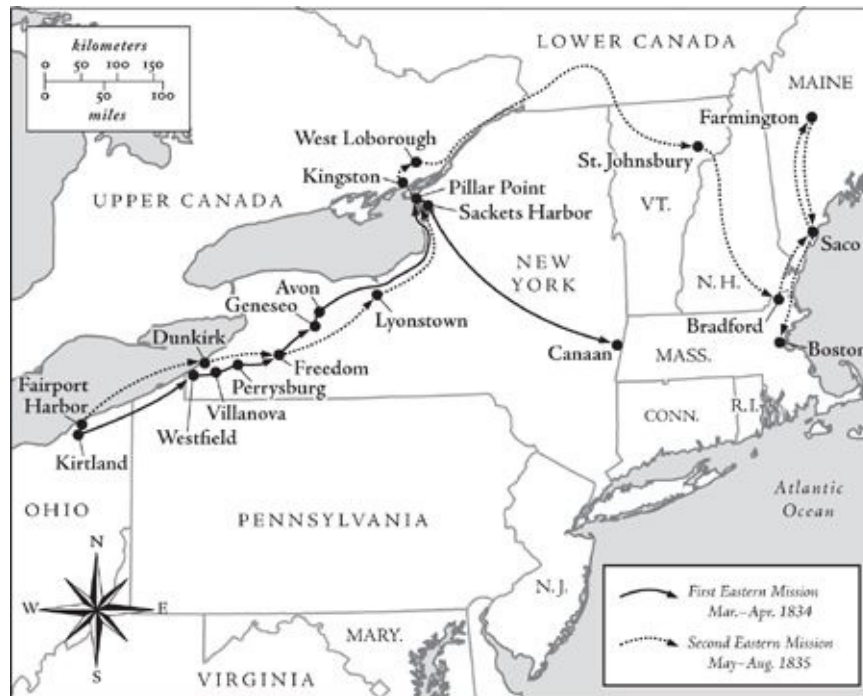 kilometers
0 50 100 150
0 50 100
miles
LOWER CANADA
MAINE
Farmington
West Loborough
St. Johnsbury
Kingston
Pillar Point
UPPER CANADA
Sackets Harbor
VT.
Saco
NEW
YORK
N.H.
Avon
Geneseo
Lyonstown
Bradford
Dunkirk
Canaan
MASS.
Boston
Freedom
Fairport
Harbor
Perrysburg
Villanova
Westfield
CONN.
R.I.
Kirtland
Atlantic
Ocean
OHIO
PENNSYLVANIA
N
W E
S
N.J.
First Eastern Mission
Mar.–Apr. 1834
Second Eastern Mission
May–Aug. 1835
MARY.
VIRGINIA